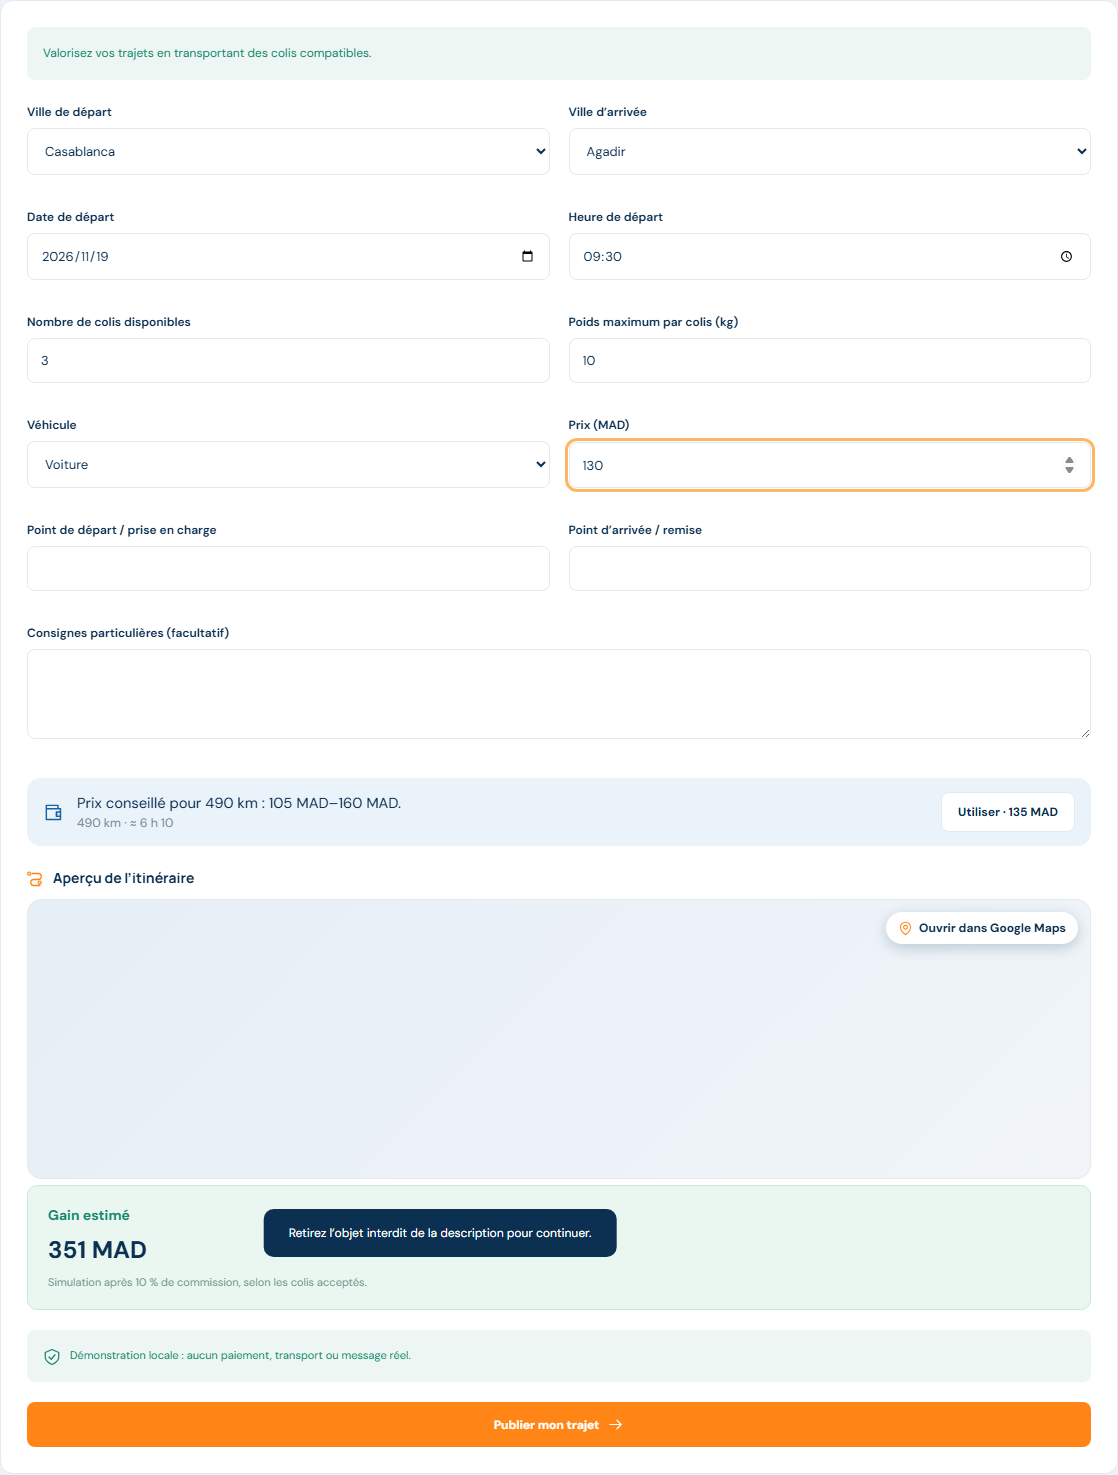 Valorisez vos trajets en transportant des colis compatibles.
Ville de départ
Ville d’arrivée
Casablanca
Agadir
Date de départ
Heure de départ
2026/11/19
09:30
Nombre de colis disponibles
Poids maximum par colis (kg)
3
10
Véhicule
Prix (MAD)
Voiture
130
Point de départ / prise en charge
Point d’arrivée / remise
Consignes particulières (facultatif)
Prix conseillé pour 490 km : 105 MAD–160 MAD.
490 km · ≈ 6 h 10
Utiliser · 135 MAD
Aperçu de l’itinéraire
Ouvrir dans Google Maps
Gain estimé
351 MAD
Retirez l’objet interdit de la description pour continuer.
Simulation après 10 % de commission, selon les colis acceptés.
Démonstration locale : aucun paiement, transport ou message réel.
Publier mon trajet →